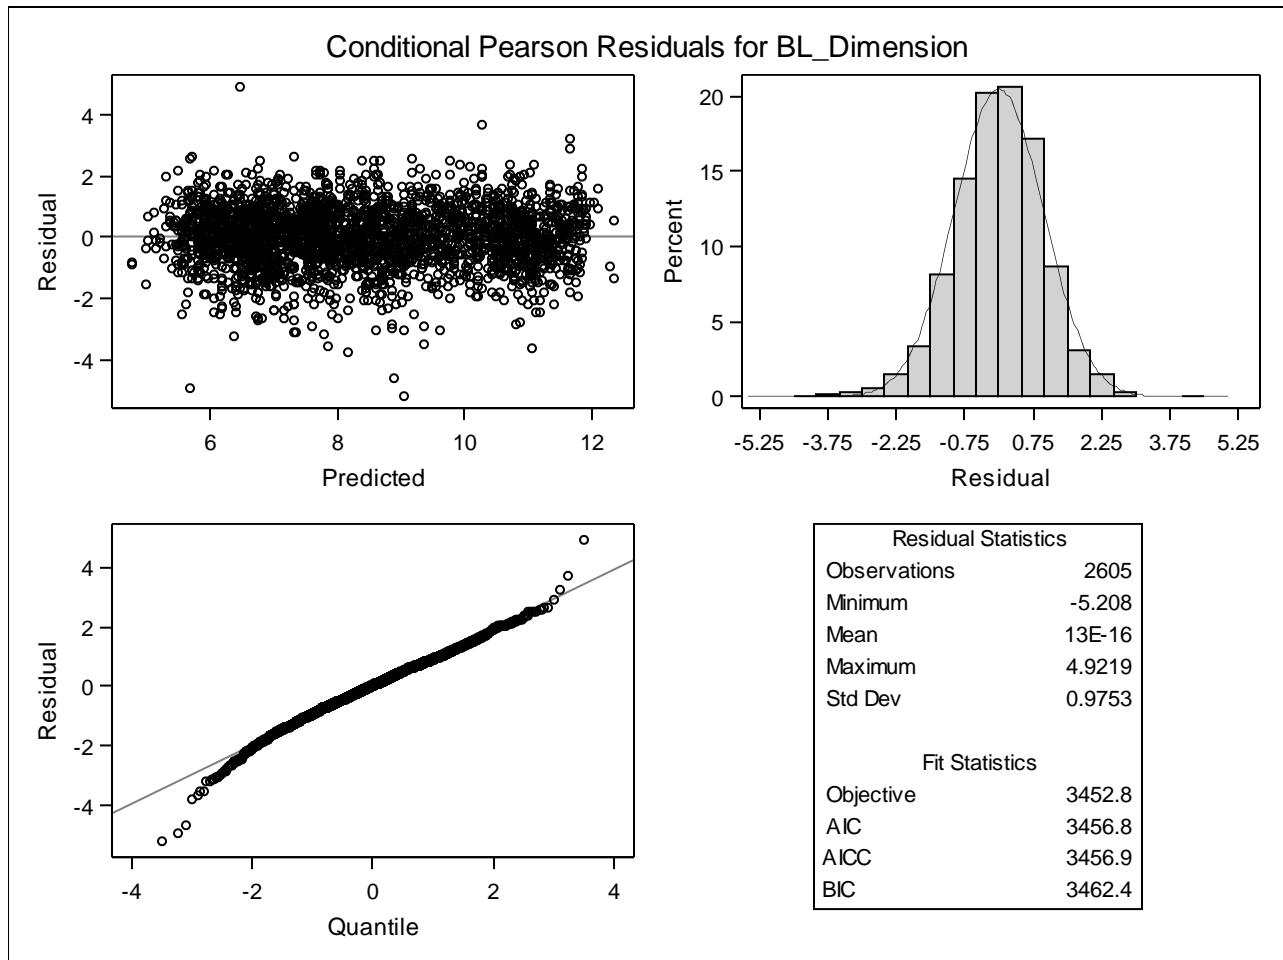 Conditional Pearson Residuals for BL_Dimension
4
2
0
-2
-4
Residual
6 8 10 12
Predicted
20
15
10
5
0
Percent
-5.25 -3.75 -2.25 -0.75 0.75 2.25 3.75 5.25
Residual
4
2
0
-2
-4
Residual
-4 -2 0 2 4
Quantile
Residual Statistics
Observations 2605
Minimum -5.208
Mean 13E-16
Maximum 4.9219
Std Dev 0.9753
Fit Statistics
Objective 3452.8
AIC 3456.8
AICC 3456.9
BIC 3462.4